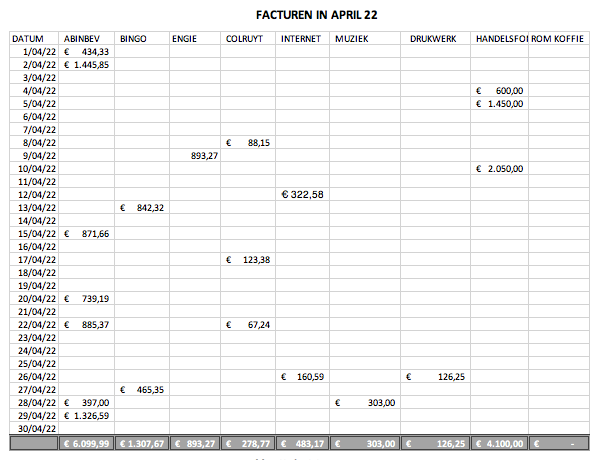 FACTUREN IN APRIL 22
DATUM ABINBEV BINGO ENGIE COLRUYT INTERNET MUZIEK DRUKWERK HANDELSFOI ROM KOFFIE
1/04/22 € 434,33
2/04/22 € 1.445,85
3/04/22
4/04/22 € 600,00
5/04/22 € 1.450,00
6/04/22
7/04/22
8/04/22 € 88,15
9/04/22 893,27
10/04/22 € 2.050,00
11/04/22
12/04/22 € 322,58
13/04/22 € 842,32
14/04/22
15/04/22 € 871,66
16/04/22
17/04/22 € 123,38
18/04/22
19/04/22
20/04/22 € 739,19
21/04/22
22/04/22 € 885,37 € 67,24
23/04/22
24/04/22
25/04/22
26/04/22 € 160,59 € 126,25
27/04/22 € 465,35
28/04/22 € 397,00 € 303,00
29/04/22 € 1.326,59
30/04/22
€ 6.099,99 € 1.307,67 € 893,27 € 278,77 € 483,17 € 303,00 € 126,25 € 4.100,00 € -